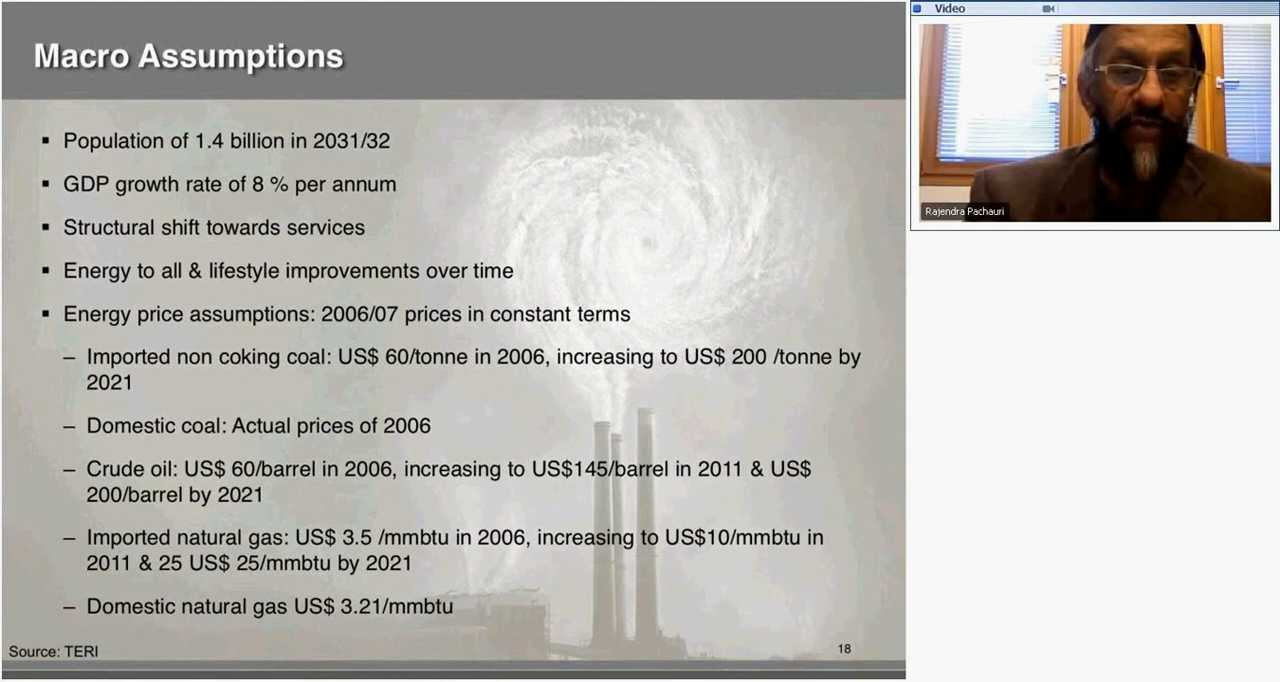 Macro Assumptions
▪ Population of 1.4 billion in 2031/32
▪ GDP growth rate of 8 % per annum
▪ Structural shift towards services
▪ Energy to all & lifestyle improvements over time
▪ Energy price assumptions: 2006/07 prices in constant terms
– Imported non coking coal: US$ 60/tonne in 2006, increasing to US$ 200 /tonne by
2021
– Domestic coal: Actual prices of 2006
– Crude oil: US$ 60/barrel in 2006, increasing to US$145/barrel in 2011 & US$
200/barrel by 2021
– Imported natural gas: US$ 3.5 /mmbtu in 2006, increasing to US$10/mmbtu in
2011 & 25 US$ 25/mmbtu by 2021
– Domestic natural gas US$ 3.21/mmbtu
Source: TERI
18
Video
Rajendra Pachauri